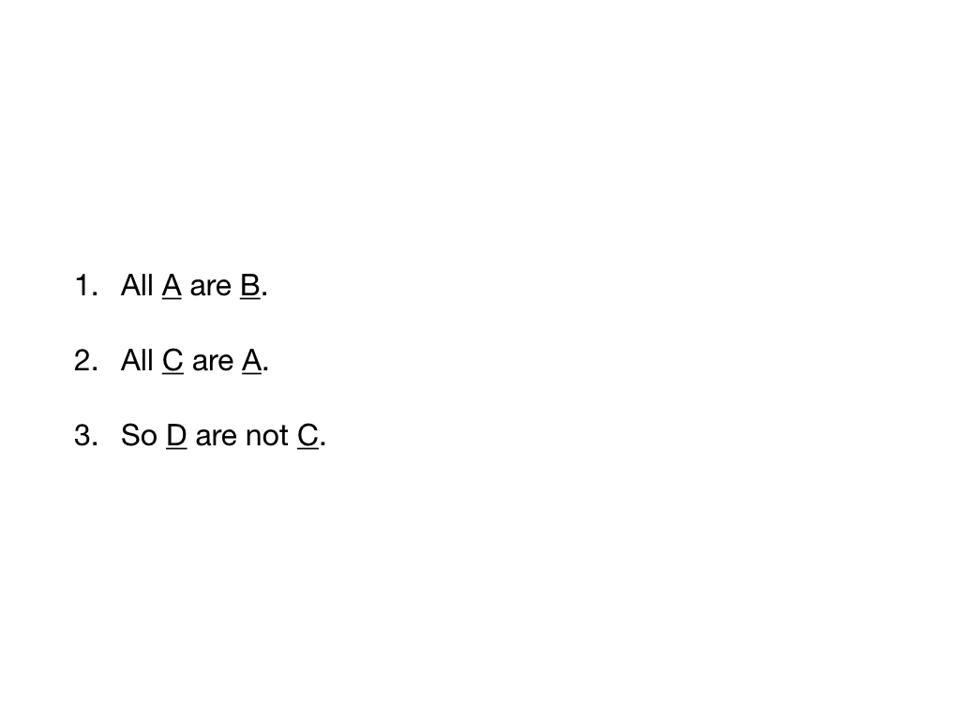 1. All A are B.
2. All C are A.
3. So D are not C.